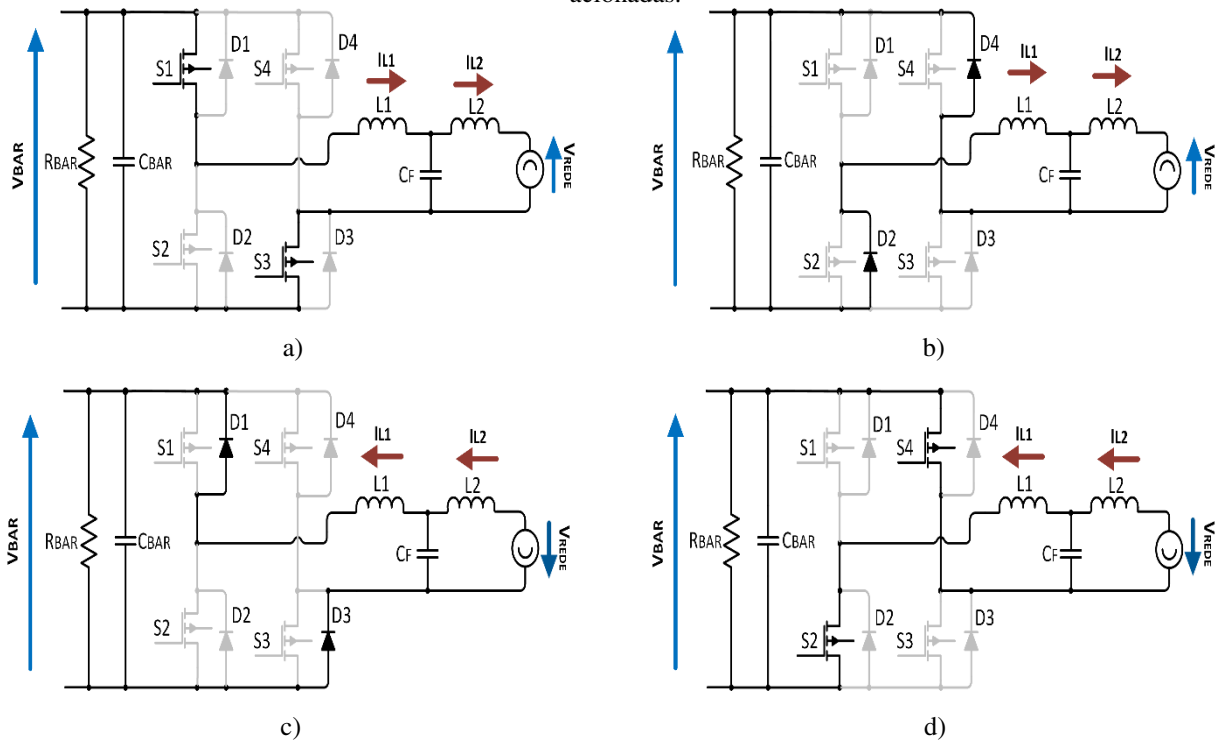 acionadas.
VBAR
RBAR
CBAR
S1
D1
S4
D4
IL1
IL2
L1
L2
CF
VREDE
S2
D2
S3
D3
a)
VBAR
RBAR
CBAR
S1
D1
S4
D4
IL1
IL2
L1
L2
CF
VREDE
S2
D2
S3
D3
b)
VBAR
RBAR
CBAR
S1
D1
S4
D4
IL1
IL2
L1
L2
CF
VREDE
S2
D2
S3
D3
c)
VBAR
RBAR
CBAR
S1
D1
S4
D4
IL1
IL2
L1
L2
CF
VREDE
S2
D2
S3
D3
d)